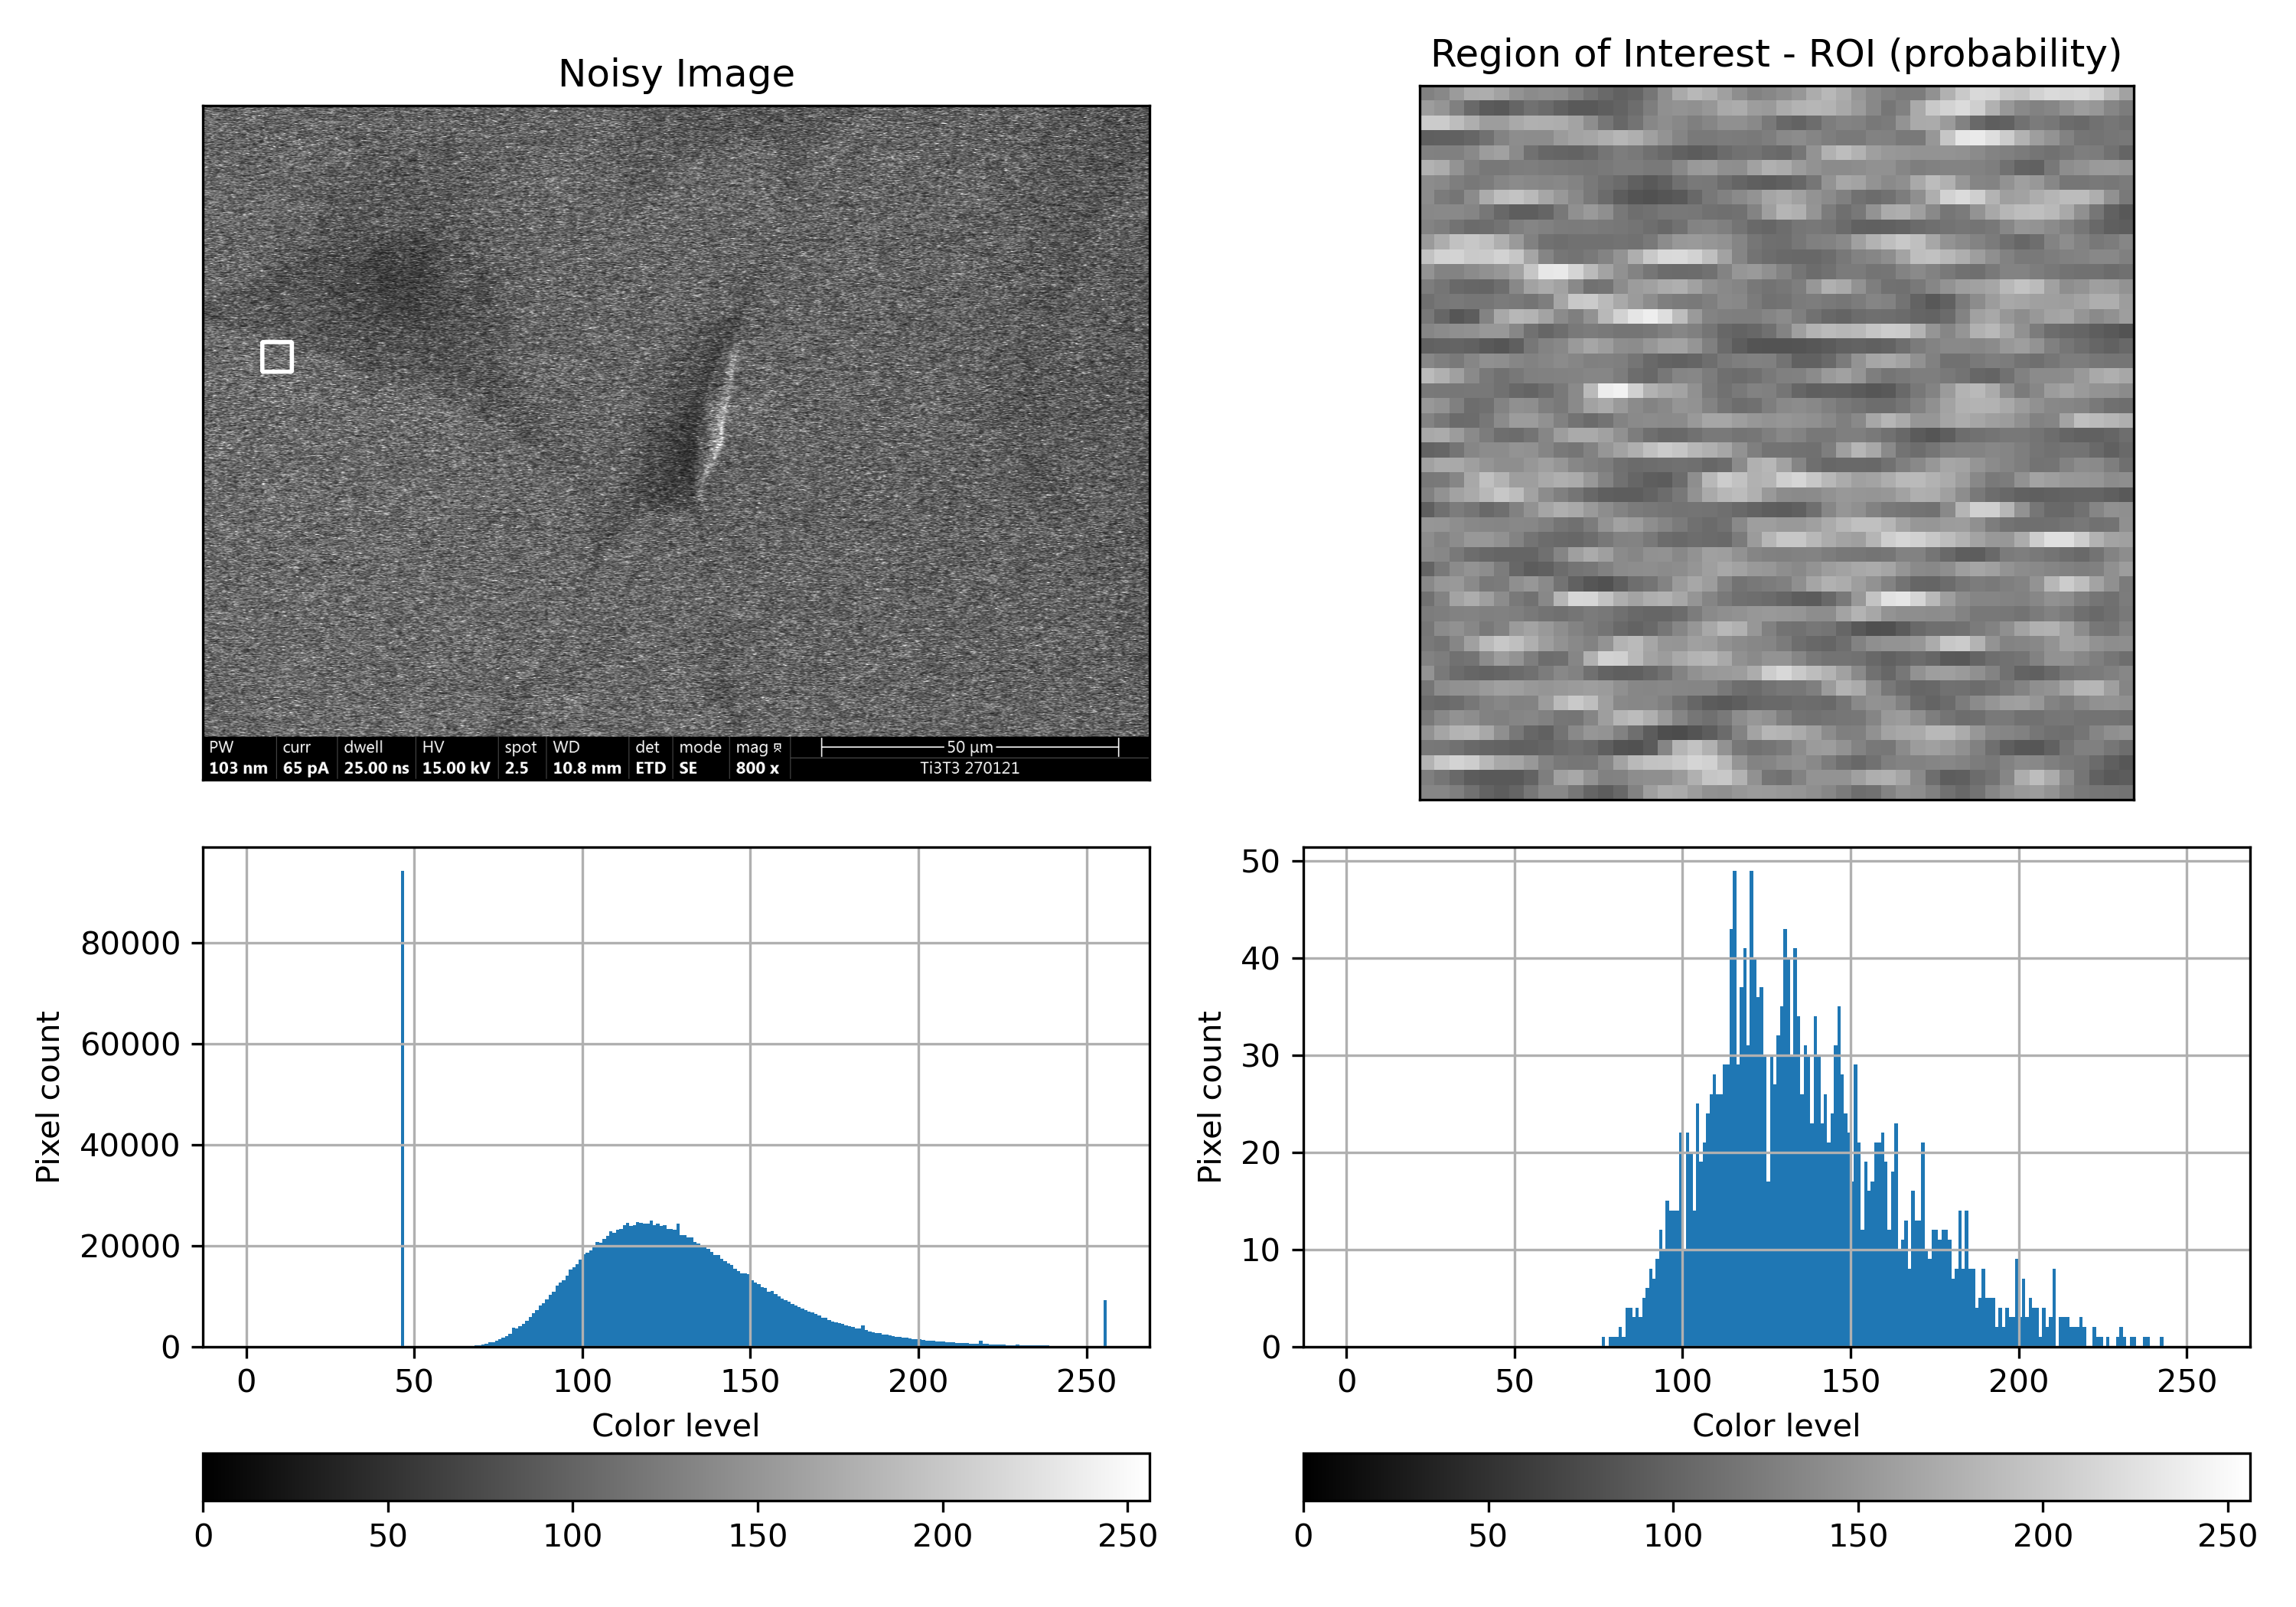 Noisy Image
Region of Interest - ROI (probability)
PW curr dwell HV spot WD det mode mag 50 µm
103 nm 65 pA 25.00 ns 15.00 kV 2.5 10.8 mm ETD SE 800 x Ti3T3 270121
Pixel count
80000
60000
40000
20000
0
0 50 100 150 200 250
Color level
0 50 100 150 200 250
Pixel count
50
40
30
20
10
0
0 50 100 150 200 250
Color level
0 50 100 150 200 250